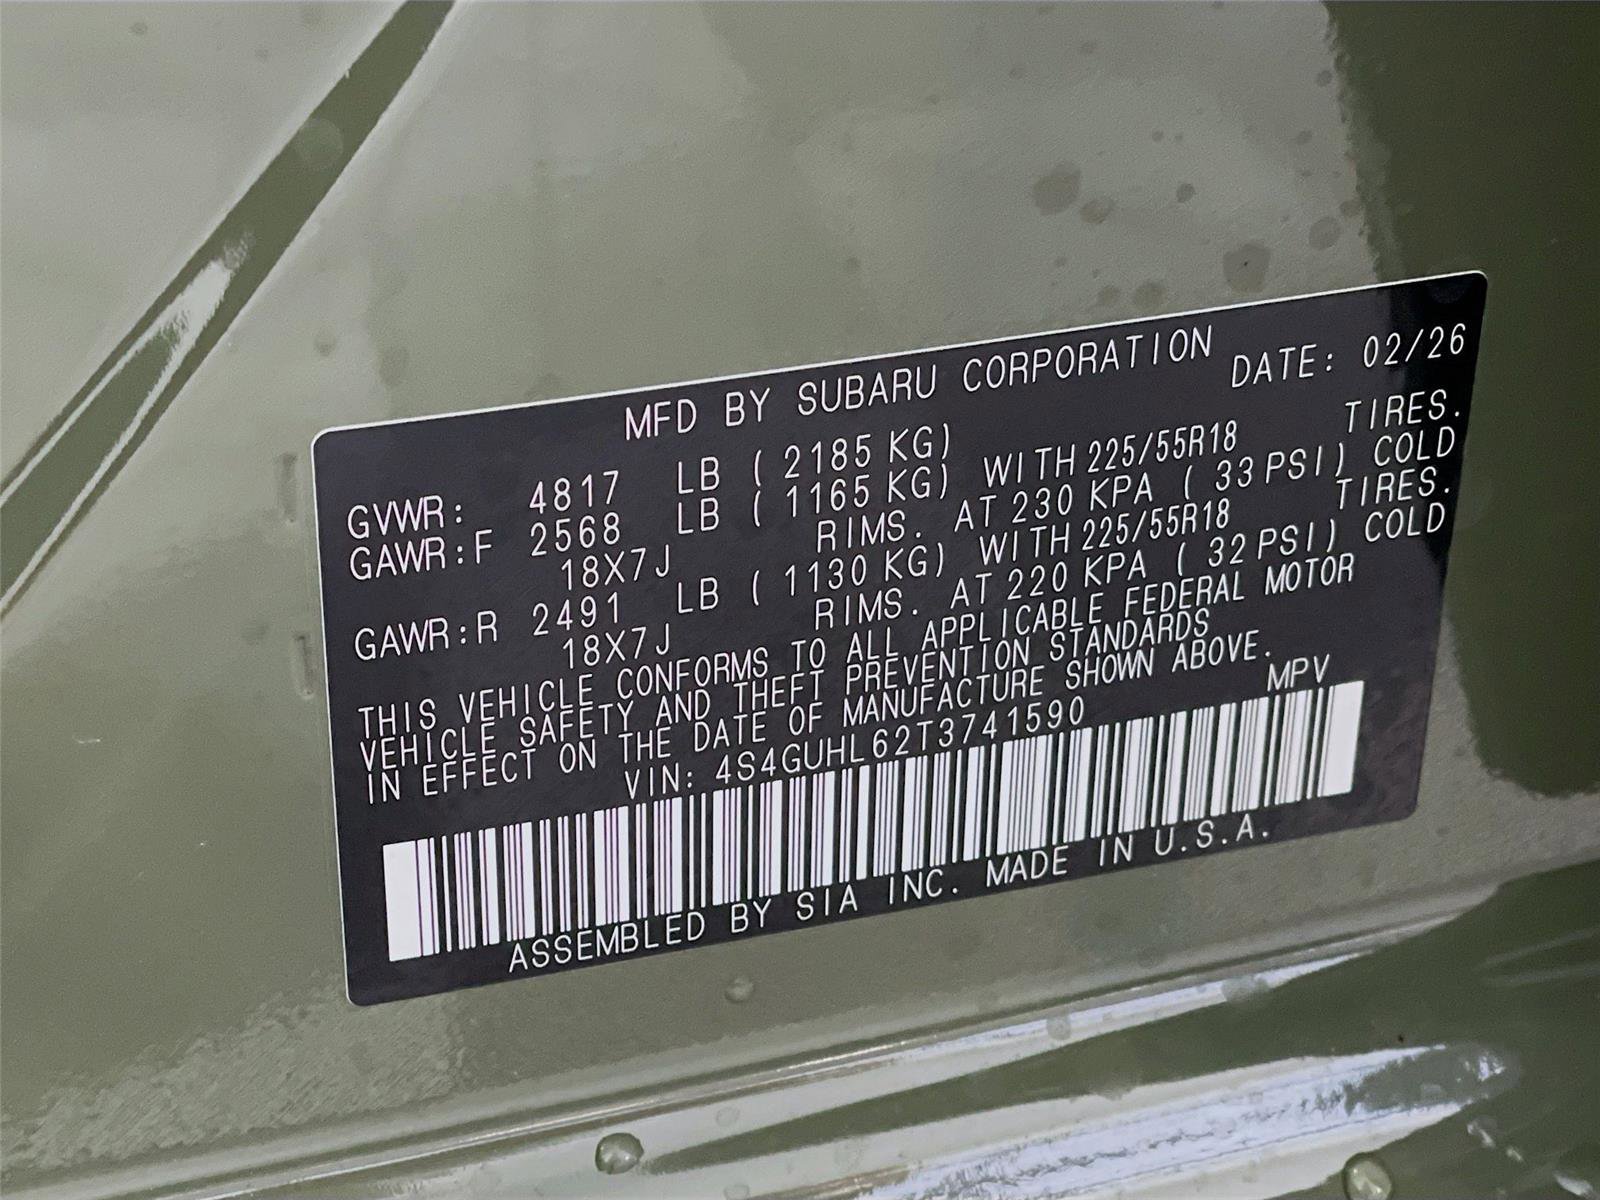 MFD BY SUBARU CORPORATION
DATE: 02/26
GVWR: 4817 LB ( 2185 KG)
GAWR:F 2568 LB ( 1165 KG) WITH 225/55R18 TIRES.
18X7J RIMS. AT 230 KPA ( 33 PSI) COLD
GAWR:R 2491 LB ( 1130 KG) WITH 225/55R18 TIRES.
18X7J RIMS. AT 220 KPA ( 32 PSI) COLD
THIS VEHICLE CONFORMS TO ALL APPLICABLE FEDERAL MOTOR
VEHICLE SAFETY AND THEFT PREVENTION STANDARDS
IN EFFECT ON THE DATE OF MANUFACTURE SHOWN ABOVE.
VIN: 4S4GUHL62T3741590 MPV
ASSEMBLED BY SIA INC. MADE IN U.S.A.